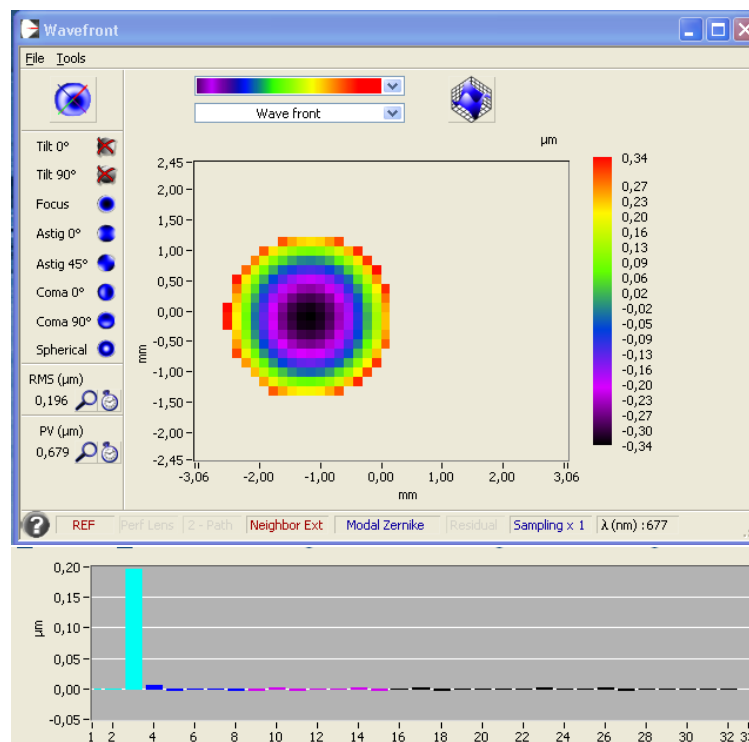 Wavefront
File Tools
Wave front
Tilt 0°
Tilt 90°
Focus
Astig 0°
Astig 45°
Coma 0°
Coma 90°
Spherical
RMS (µm)
0,196
PV (µm)
0,679
2,45
2,00
1,50
1,00
0,50
0,00
-0,50
-1,00
-1,50
-2,00
-2,45
mm
-3,06 -2,00 -1,00 0,00 1,00 2,00 3,06
mm
µm
0,34
0,27
0,23
0,20
0,16
0,13
0,09
0,06
0,02
-0,02
-0,05
-0,09
-0,13
-0,16
-0,20
-0,23
-0,27
-0,30
-0,34
? REF Perf Lens 2 - Path Neighbor Ext Modal Zernike Residual Sampling x 1 λ (nm) :677
0,20
0,15
0,10
0,05
0,00
-0,05
µm
1 2 4 6 8 10 12 14 16 18 20 22 24 26 28 30 32